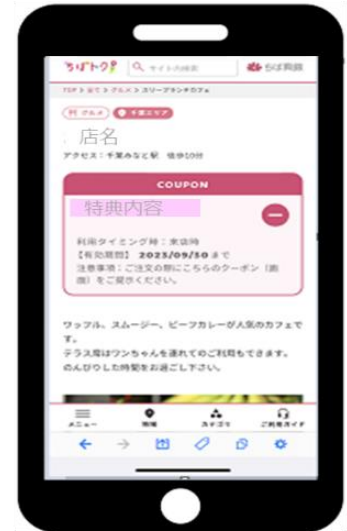 ちばトク!
サイト内検索
TOP > 全て > グルメ > スリーブランチカフェ
グルメ
千葉エリア
店名
アクセス：千葉みなと駅 徒歩10分
COUPON
特典内容
利用タイミング時：来店時
【有効期間】 2023/09/30 まで
注意事項：ご注文の際にこちらのクーポン（画
面）をご提示ください。
ワッフル、スムージー、ビーフカレーが人気のカフェで
す。
テラス席はワンちゃんを連れてのご利用もできます。
のんびりした時間をお過ごし下さい。
メニュー
地域
カテゴリ
ご利用ガイド